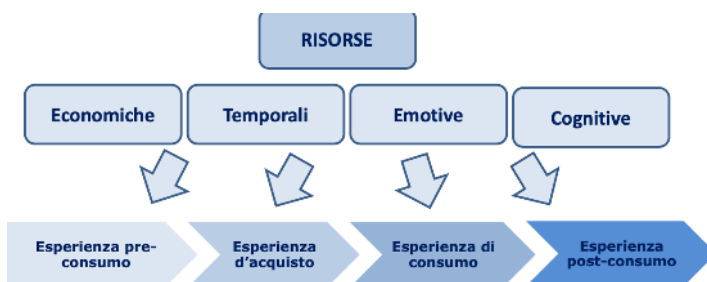 RISORSE
Economiche
Temporali
Emotive
Cognitive
Esperienza pre-
consumo
Esperienza
d'acquisto
Esperienza di
consumo
Esperienza
post-consumo